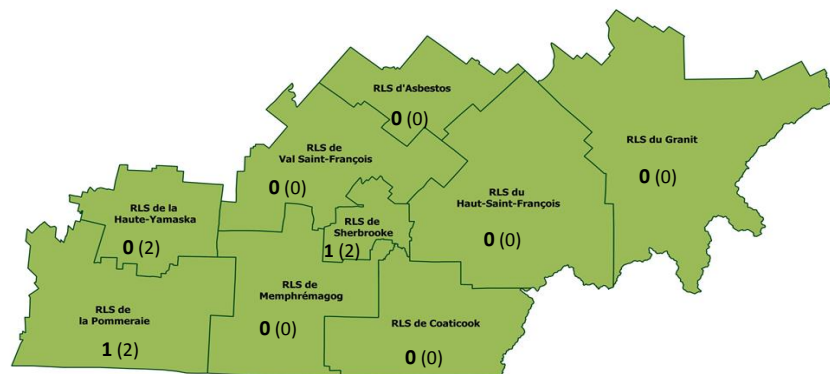 RLS d'Asbestos
0 (0)
RLS de
Val Saint-François
0 (0)
RLS du Granit
0 (0)
RLS de la
Haute-Yamaska
0 (2)
RLS de
Sherbrooke
1 (2)
RLS du
Haut-Saint-François
0 (0)
RLS de
la Pommeraie
1 (2)
RLS de
Memphrémagog
0 (0)
RLS de Coaticook
0 (0)